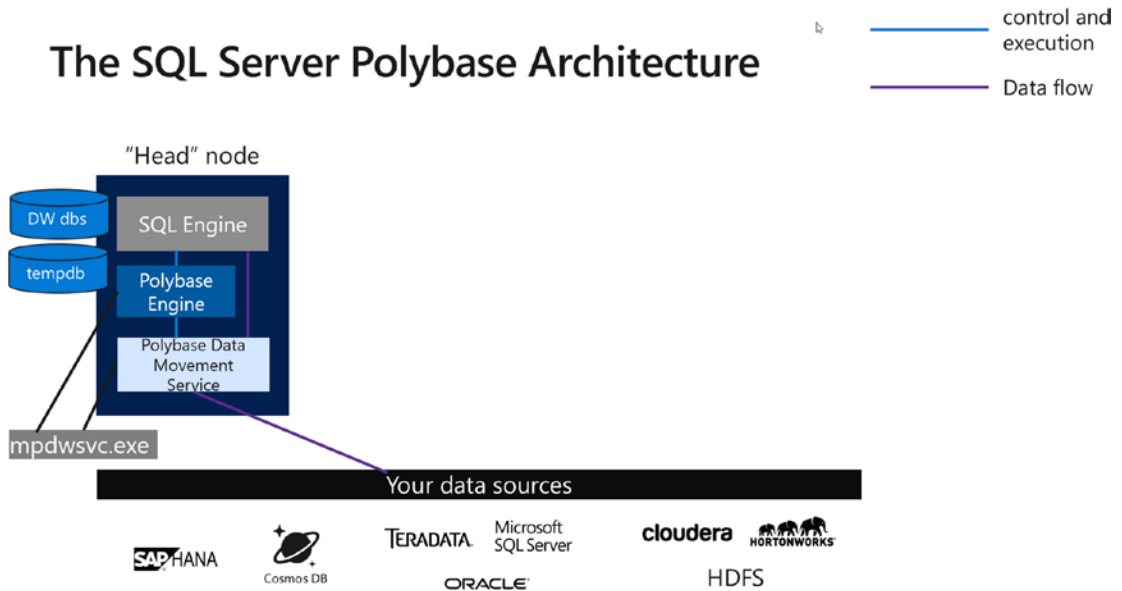 control and
execution
Data flow
The SQL Server Polybase Architecture
"Head" node
DW dbs
SQL Engine
tempdb
Polybase
Engine
Polybase Data
Movement
Service
mpdwsvc.exe
Your data sources
SAP HANA
Cosmos DB
TERADATA.
Microsoft
SQL Server
ORACLE
cloudera
HORTONWORKS
HDFS